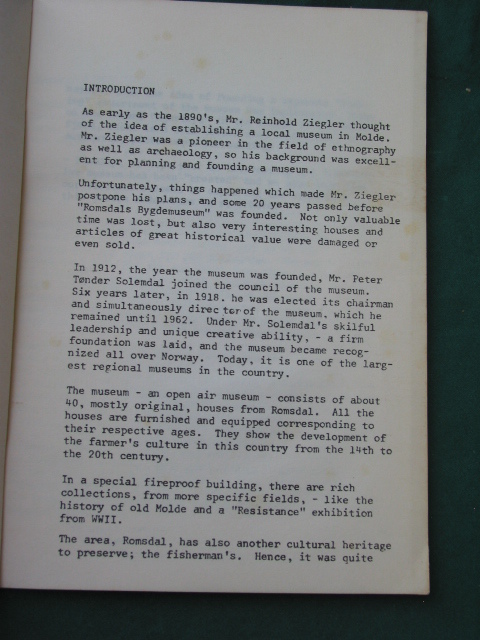 INTRODUCTION
As early as the 1890's, Mr. Reinhold Ziegler thought
of the idea of establishing a local museum in Molde.
Mr. Ziegler was a pioneer in the field of ethnography
as well as archaeology, so his background was excell-
ent for planning and founding a museum.
Unfortunately, things happened which made Mr. Ziegler
postpone his plans, and some 20 years passed before
"Romsdals Bygdemuseum" was founded. Not only valuable
time was lost, but also very interesting houses and
articles of great historical value were damaged or
even sold.
In 1912, the year the museum was founded, Mr. Peter
Tønder Solemdal joined the council of the museum.
Six years later, in 1918. he was elected its chairman
and simultaneously director of the museum. which he
remained until 1962. Under Mr. Solemdal's skilful
leadership and unique creative ability, - a firm
foundation was laid, and the museum became recog-
nized all over Norway. Today, it is one of the larg-
est regional museums in the country.
The museum - an open air museum - consists of about
40, mostly original, houses from Romsdal. All the
houses are furnished and equipped corresponding to
their respective ages. They show the development of
the farmer's culture in this country from the 14th to
the 20th century.
In a special fireproof building, there are rich
collections, from more specific fields, - like the
history of old Molde and a "Resistance" exhibition
from WWII.
The area, Romsdal, has also another cultural heritage
to preserve; the fisherman's. Hence, it was quite